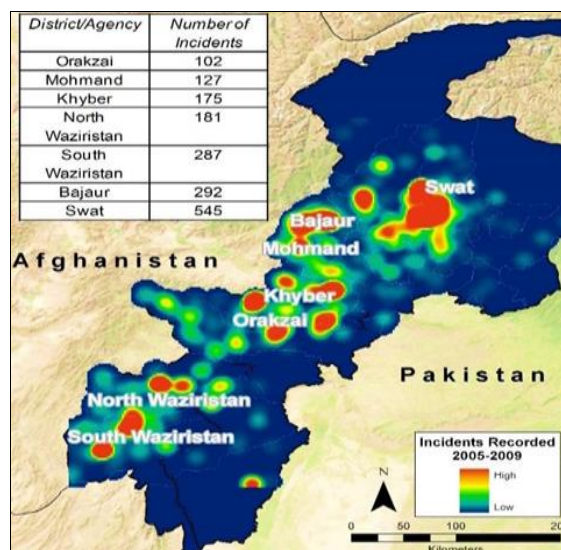 District/Agency Number of Incidents
Orakzai 102
Mohmand 127
Khyber 175
North Waziristan 181
South Waziristan 287
Bajaur 292
Swat 545
Swat
Bajaur
Mohmand
Afghanistan
Khyber
Orakzai
Pakistan
North Waziristan
South Waziristan
Incidents Recorded
2005-2009
High
Low
N
0 50 100 200
Kilometers